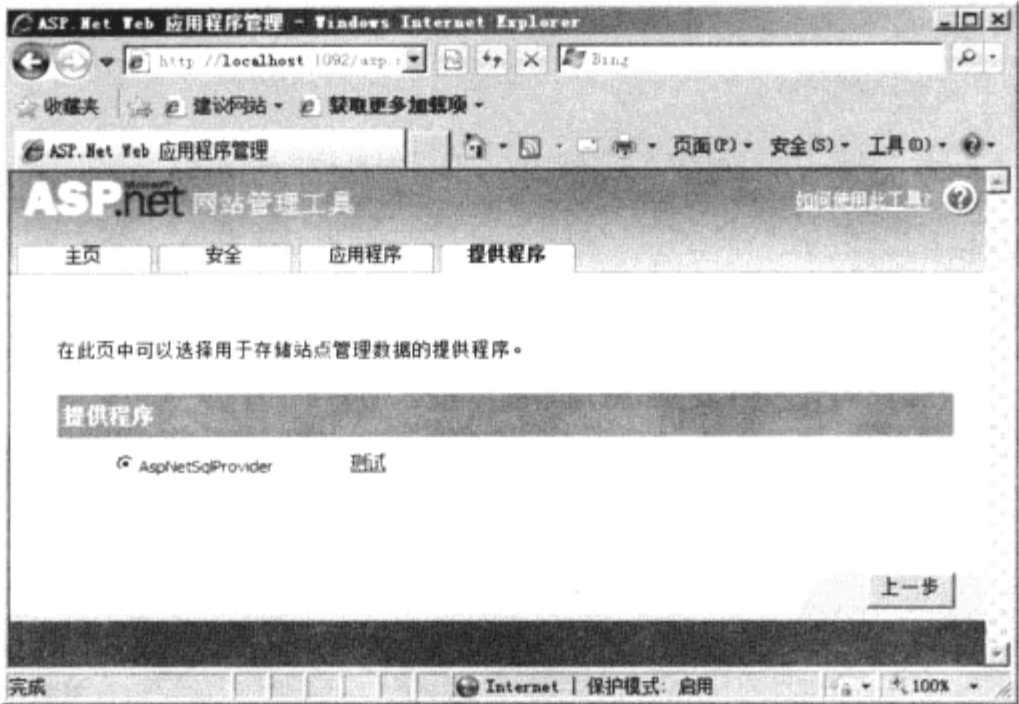 ASP.Net Web 应用程序管理 - Windows Internet Explorer
http //localhost 1092/asp.
Bing
收藏夹 建议网站 获取更多加载项
ASP.Net Web 应用程序管理 页面(P) 安全(S) 工具(O)
Microsoft
ASP.net 网站管理工具 如何使用此工具? ?
主页 安全 应用程序 提供程序
在此页中可以选择用于存储站点管理数据的提供程序。
提供程序
AspNetSqlProvider 测试
上一步
完成 Internet | 保护模式: 启用 100%